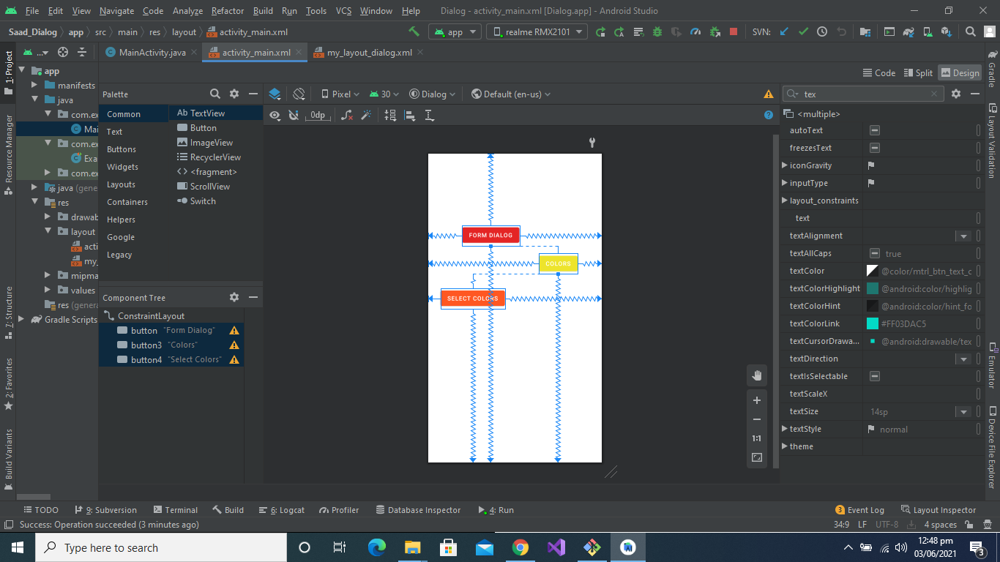 File Edit View Navigate Code Analyze Refactor Build Run Tools VCS Window Help Dialog - activity_main.xml [Dialog.app] - Android Studio
Saad_Dialog app src main res layout activity_main.xml app realme RMX2101 SVN:
1: Project
Resource Manager
7: Structure
2: Favorites
Build Variants
...
MainActivity.java activity_main.xml my_layout_dialog.xml
Code Split Design
app
manifests
java
com.ex
Mai
com.ex
Exa
com.ex
java (gene
res
drawab
layout
acti
my_
mipma
values
res (gener
Gradle Scripts
Palette
Common
Text
Buttons
Widgets
Layouts
Containers
Helpers
Google
Legacy
Ab TextView
Button
ImageView
RecyclerView
<fragment>
ScrollView
Switch
Component Tree
ConstraintLayout
button "Form Dialog"
button3 "Colors"
button4 "Select Colors"
Pixel 30 Dialog Default (en-us)
0dp
FORM DIALOG
COLORS
SELECT COLORS
1:1
tex
<multiple>
autoText
freezesText
iconGravity
inputType
layout_constraints
text
textAlignment
textAllCaps true
textColor @color/mtrl_btn_text_c
textColorHighlight @android:color/highlig
textColorHint @android:color/hint_fo
textColorLink #FF03DAC5
textCursorDrawa... @android:drawable/tex
textDirection
textIsSelectable
textScaleX
textSize 14sp
textStyle normal
theme
Gradle
Layout Validation
Emulator
Device File Explorer
TODO 9: Subversion Terminal Build 6: Logcat Profiler Database Inspector 4: Run 3 Event Log Layout Inspector
Success: Operation succeeded (3 minutes ago) 34:9 LF UTF-8 4 spaces
Type here to search
12:48 pm
03/06/2021
3